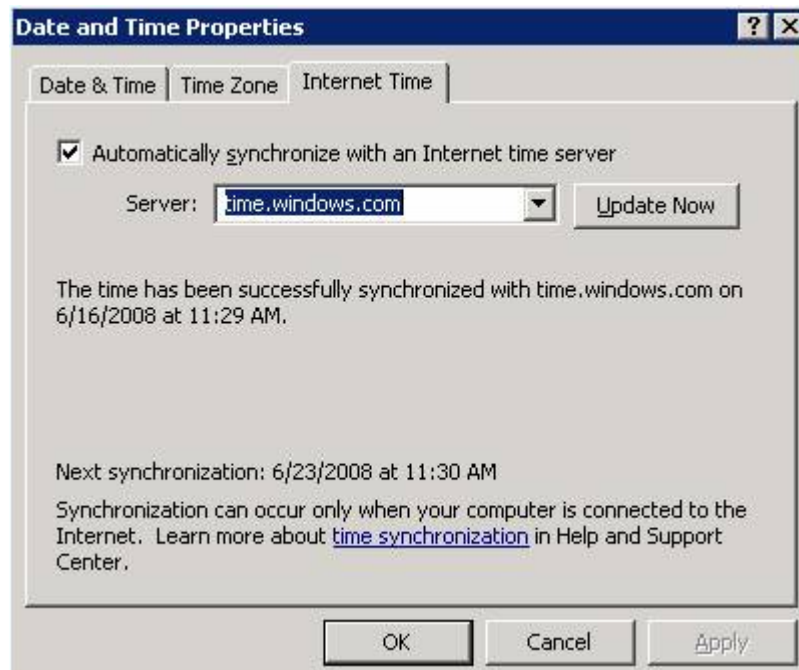 Date and Time Properties
Date & Time Time Zone Internet Time
Automatically synchronize with an Internet time server
Server: time.windows.com Update Now
The time has been successfully synchronized with time.windows.com on
6/16/2008 at 11:29 AM.
Next synchronization: 6/23/2008 at 11:30 AM
Synchronization can occur only when your computer is connected to the
Internet. Learn more about time synchronization in Help and Support
Center.
OK Cancel Apply